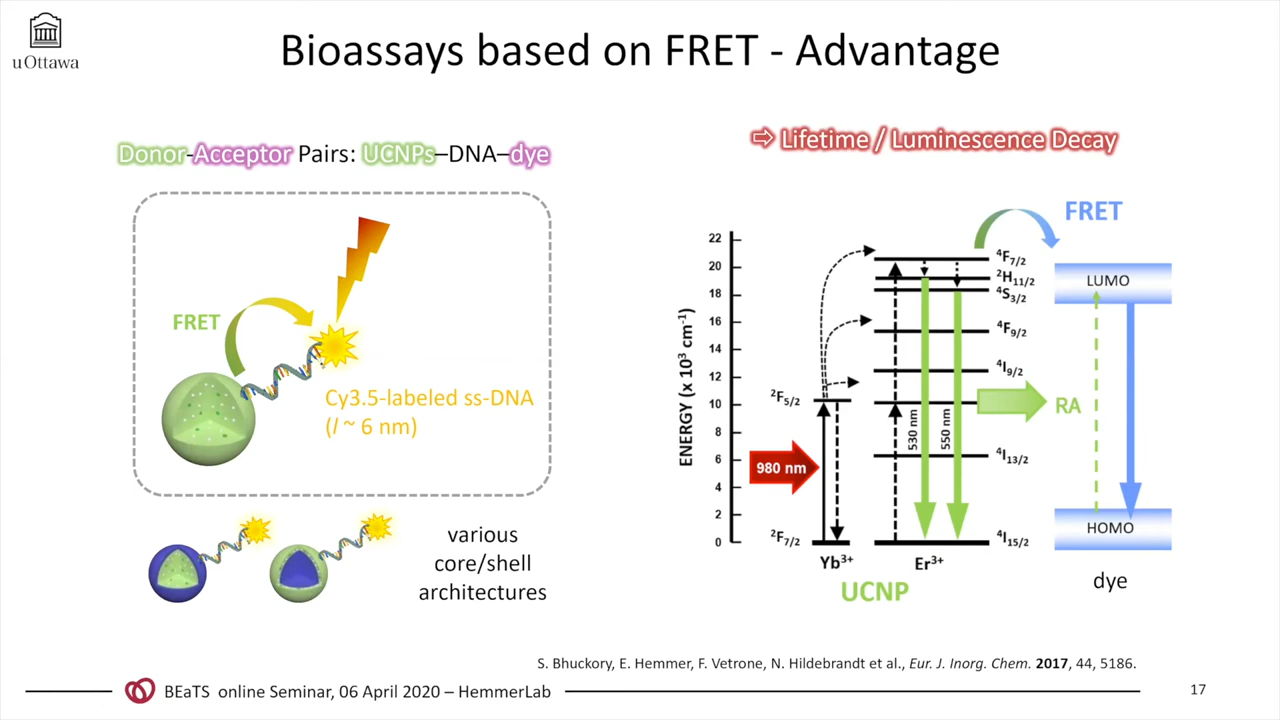 uOttawa
Bioassays based on FRET - Advantage
Donor-Acceptor Pairs: UCNPs–DNA–dye
FRET
Cy3.5-labeled ss-DNA
(l ~ 6 nm)
various
core/shell
architectures
⇨ Lifetime / Luminescence Decay
FRET
ENERGY (x 10³ cm⁻¹)
22
20
18
16
14
12
10
8
6
4
2
0
²F5/2
²F7/2
980 nm
Yb³⁺
⁴F7/2
²H11/2
⁴S3/2
⁴F9/2
⁴I9/2
⁴I13/2
⁴I15/2
530 nm
550 nm
Er³⁺
UCNP
RA
LUMO
HOMO
dye
S. Bhuckory, E. Hemmer, F. Vetrone, N. Hildebrandt et al., Eur. J. Inorg. Chem. 2017, 44, 5186.
BEaTS online Seminar, 06 April 2020 – HemmerLab
17